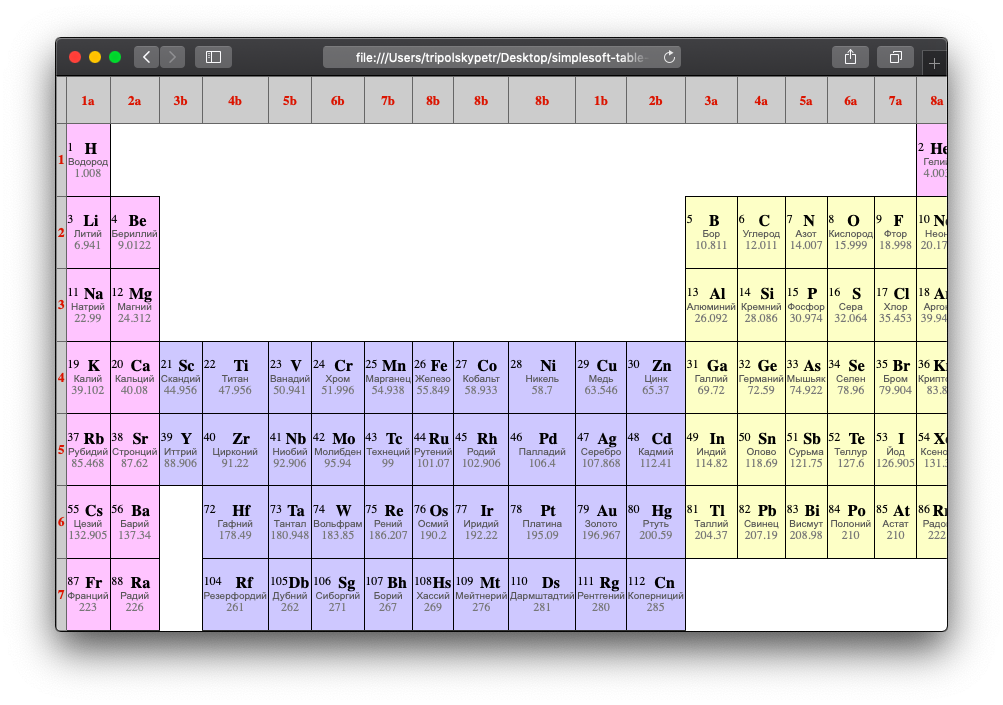 file:///Users/tripolskypetr/Desktop/simplesoft-table-
1a 2a 3b 4b 5b 6b 7b 8b 8b 8b 1b 2b 3a 4a 5a 6a 7a 8a
1
1 H Водород 1.008
2 He Гелий 4.003
2
3 Li Литий 6.941
4 Be Бериллий 9.0122
5 B Бор 10.811
6 C Углерод 12.011
7 N Азот 14.007
8 O Кислород 15.999
9 F Фтор 18.998
10 Ne Неон 20.17
3
11 Na Натрий 22.99
12 Mg Магний 24.312
13 Al Алюминий 26.092
14 Si Кремний 28.086
15 P Фосфор 30.974
16 S Сера 32.064
17 Cl Хлор 35.453
18 Ar Аргон 39.94
4
19 K Калий 39.102
20 Ca Кальций 40.08
21 Sc Скандий 44.956
22 Ti Титан 47.956
23 V Ванадий 50.941
24 Cr Хром 51.996
25 Mn Марганец 54.938
26 Fe Железо 55.849
27 Co Кобальт 58.933
28 Ni Никель 58.7
29 Cu Медь 63.546
30 Zn Цинк 65.37
31 Ga Галлий 69.72
32 Ge Германий 72.59
33 As Мышьяк 74.922
34 Se Селен 78.96
35 Br Бром 79.904
36 Kr Крипто 83.8
5
37 Rb Рубидий 85.468
38 Sr Стронций 87.62
39 Y Иттрий 88.906
40 Zr Цирконий 91.22
41 Nb Ниобий 92.906
42 Mo Молибден 95.94
43 Tc Технеций 99
44 Ru Рутений 101.07
45 Rh Родий 102.906
46 Pd Палладий 106.4
47 Ag Серебро 107.868
48 Cd Кадмий 112.41
49 In Индий 114.82
50 Sn Олово 118.69
51 Sb Сурьма 121.75
52 Te Теллур 127.6
53 I Йод 126.905
54 Xe Ксено 131.
6
55 Cs Цезий 132.905
56 Ba Барий 137.34
72 Hf Гафний 178.49
73 Ta Тантал 180.948
74 W Вольфрам 183.85
75 Re Рений 186.207
76 Os Осмий 190.2
77 Ir Иридий 192.22
78 Pt Платина 195.09
79 Au Золото 196.967
80 Hg Ртуть 200.59
81 Tl Таллий 204.37
82 Pb Свинец 207.19
83 Bi Висмут 208.98
84 Po Полоний 210
85 At Астат 210
86 Rn Радо 222
7
87 Fr Франций 223
88 Ra Радий 226
104 Rf Резерфордий 261
105 Db Дубний 262
106 Sg Сиборгий 271
107 Bh Борий 267
108 Hs Хассий 269
109 Mt Мейтнерий 276
110 Ds Дармштадтий 281
111 Rg Рентгений 280
112 Cn Коперниций 285